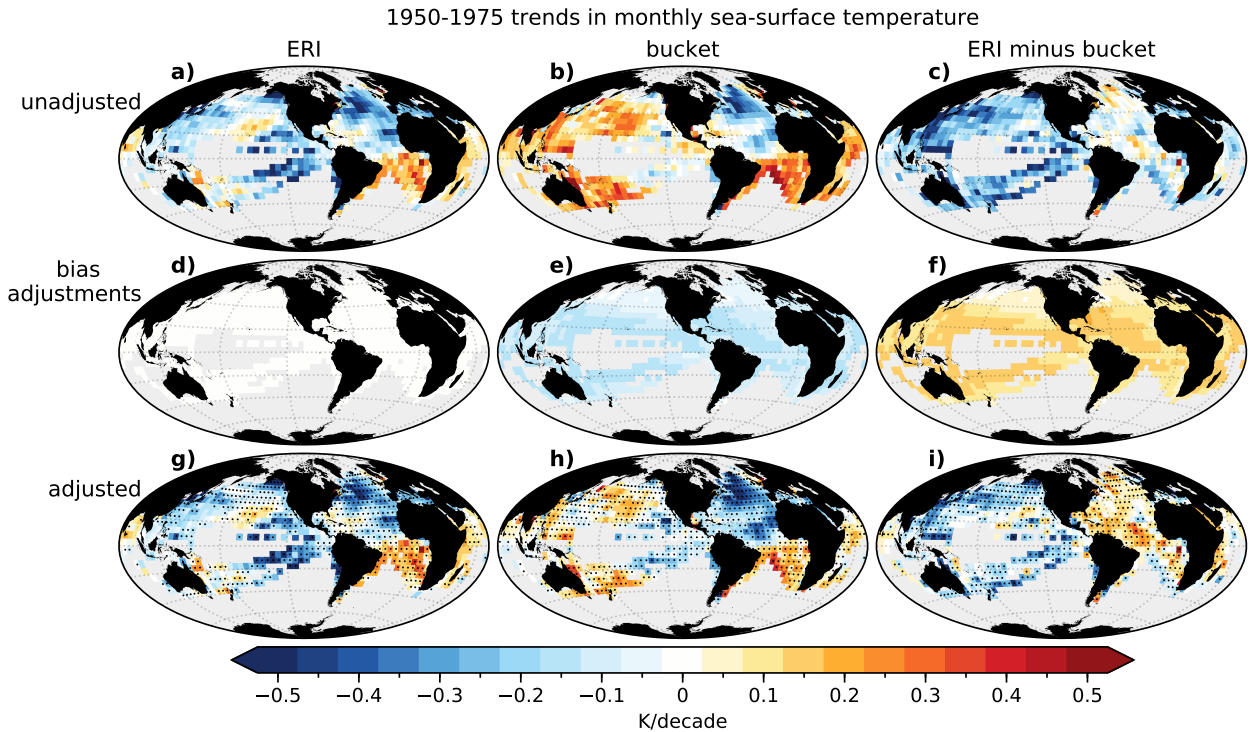 1950-1975 trends in monthly sea-surface temperature
ERI bucket ERI minus bucket
unadjusted a) b) c)
bias
adjustments d) e) f)
adjusted g) h) i)
−0.5 −0.4 −0.3 −0.2 −0.1 0 0.1 0.2 0.3 0.4 0.5
K/decade